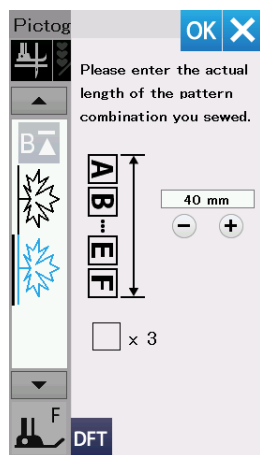 Pictog
OK
Please enter the actual
length of the pattern
combination you sewed.
B
A
B
E
F
40 mm
x 3
F
DFT